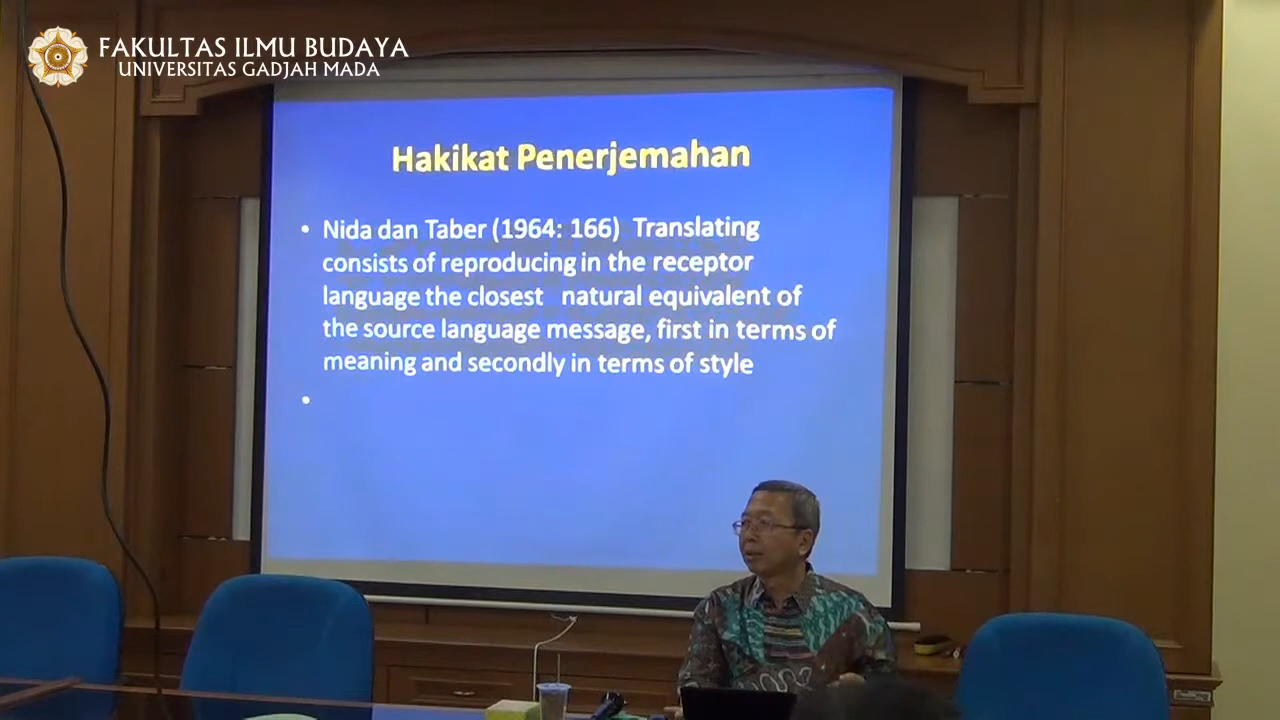 FAKULTAS ILMU BUDAYA
UNIVERSITAS GADJAH MADA
Hakikat Penerjemahan
• Nida dan Taber (1964: 166) Translating
consists of reproducing in the receptor
language the closest natural equivalent of
the source language message, first in terms of
meaning and secondly in terms of style
•